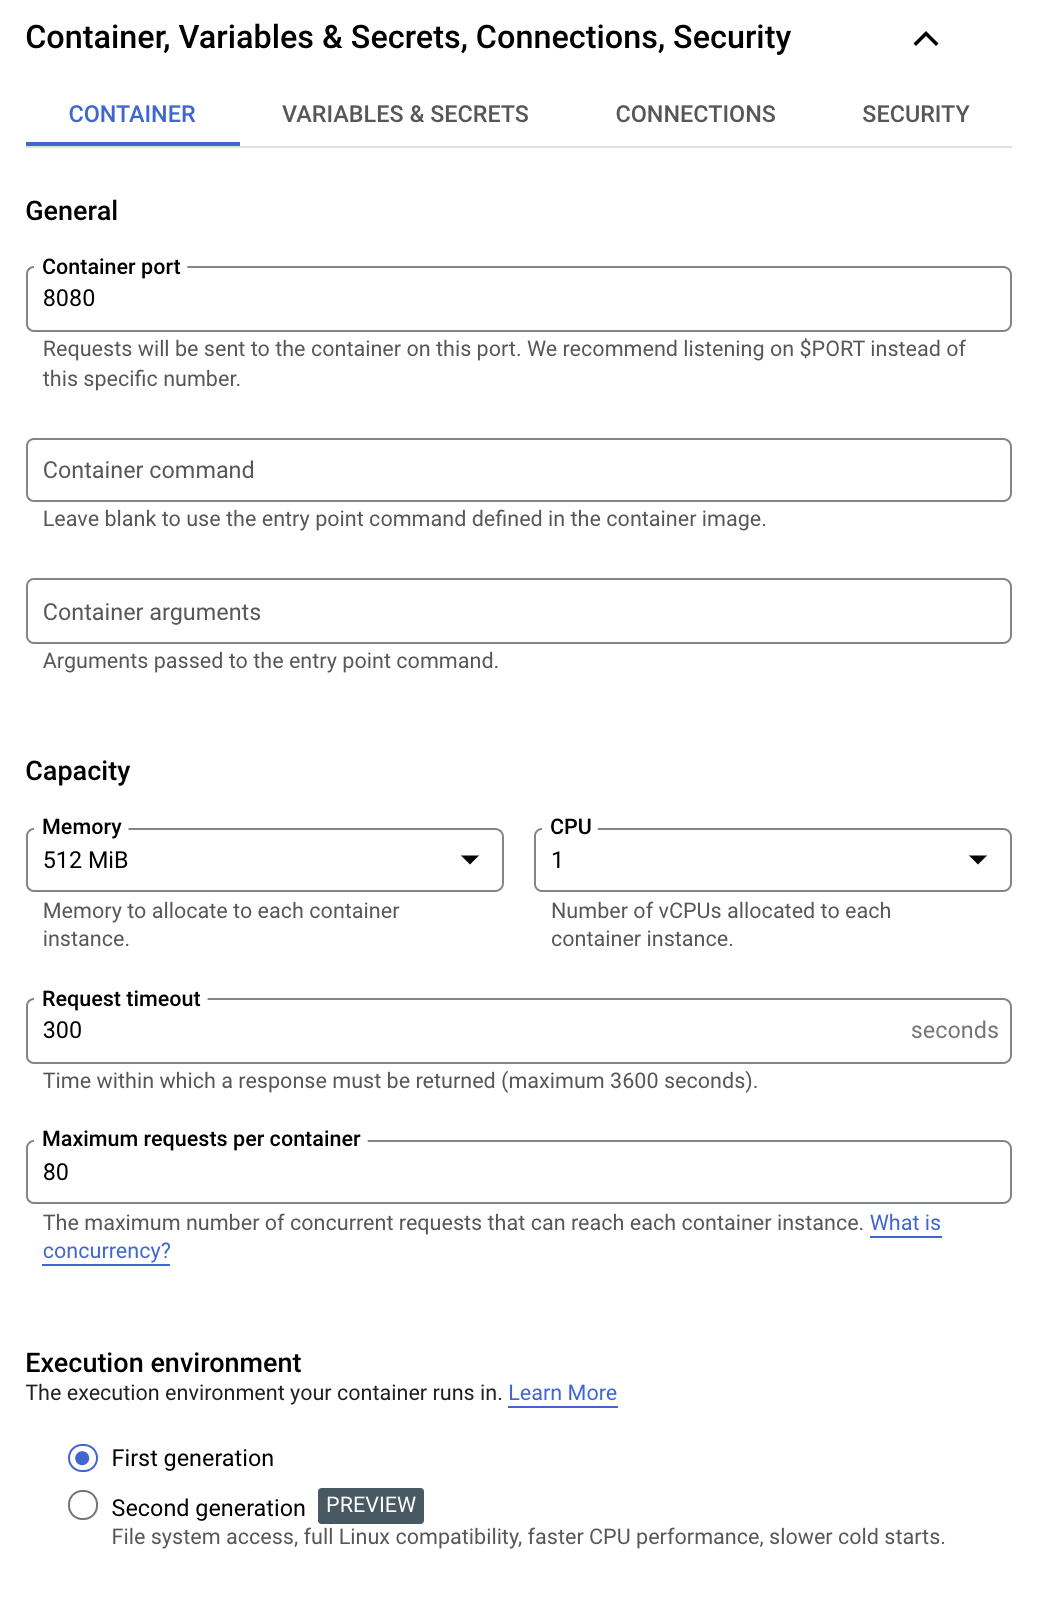 Container, Variables & Secrets, Connections, Security
CONTAINER VARIABLES & SECRETS CONNECTIONS SECURITY
General
Container port
8080
Requests will be sent to the container on this port. We recommend listening on $PORT instead of
this specific number.
Container command
Leave blank to use the entry point command defined in the container image.
Container arguments
Arguments passed to the entry point command.
Capacity
Memory
512 MiB
Memory to allocate to each container
instance.
CPU
1
Number of vCPUs allocated to each
container instance.
Request timeout
300 seconds
Time within which a response must be returned (maximum 3600 seconds).
Maximum requests per container
80
The maximum number of concurrent requests that can reach each container instance. What is
concurrency?
Execution environment
The execution environment your container runs in. Learn More
First generation
Second generation PREVIEW
File system access, full Linux compatibility, faster CPU performance, slower cold starts.